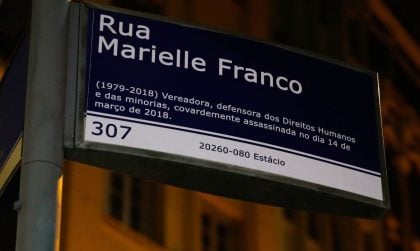 Rua
Marielle Franco
(1979-2018) Vereadora, defensora dos Direitos Humanos
e das minorias, covardemente assassinada no dia 14 de
março de 2018.
307
20260-080 Estácio